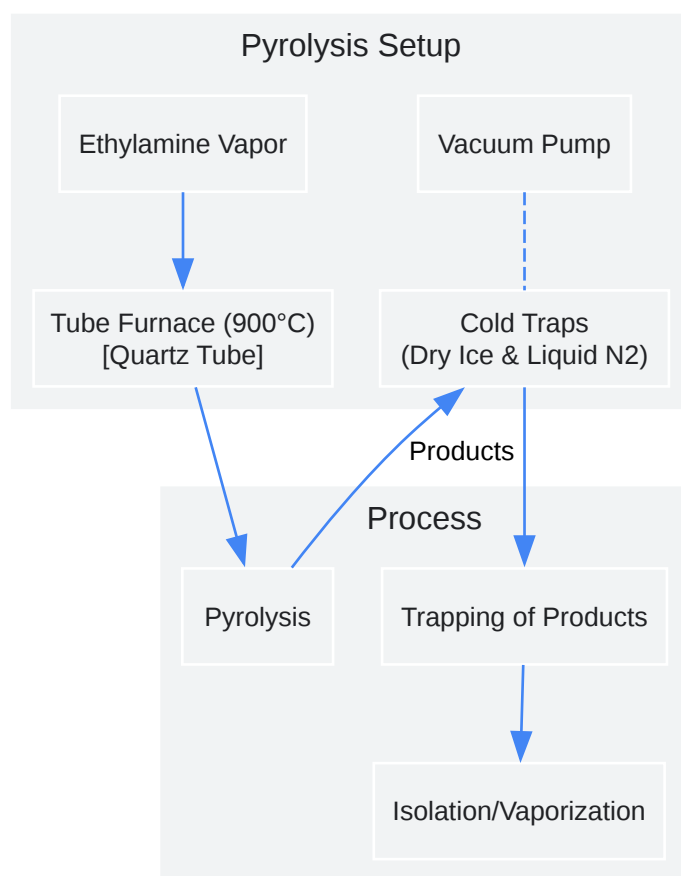 Pyrolysis Setup
Ethylamine Vapor
Vacuum Pump
Tube Furnace (900°C)
[Quartz Tube]
Cold Traps
(Dry Ice & Liquid N2)
Products
Process
Pyrolysis
Trapping of Products
Isolation/Vaporization